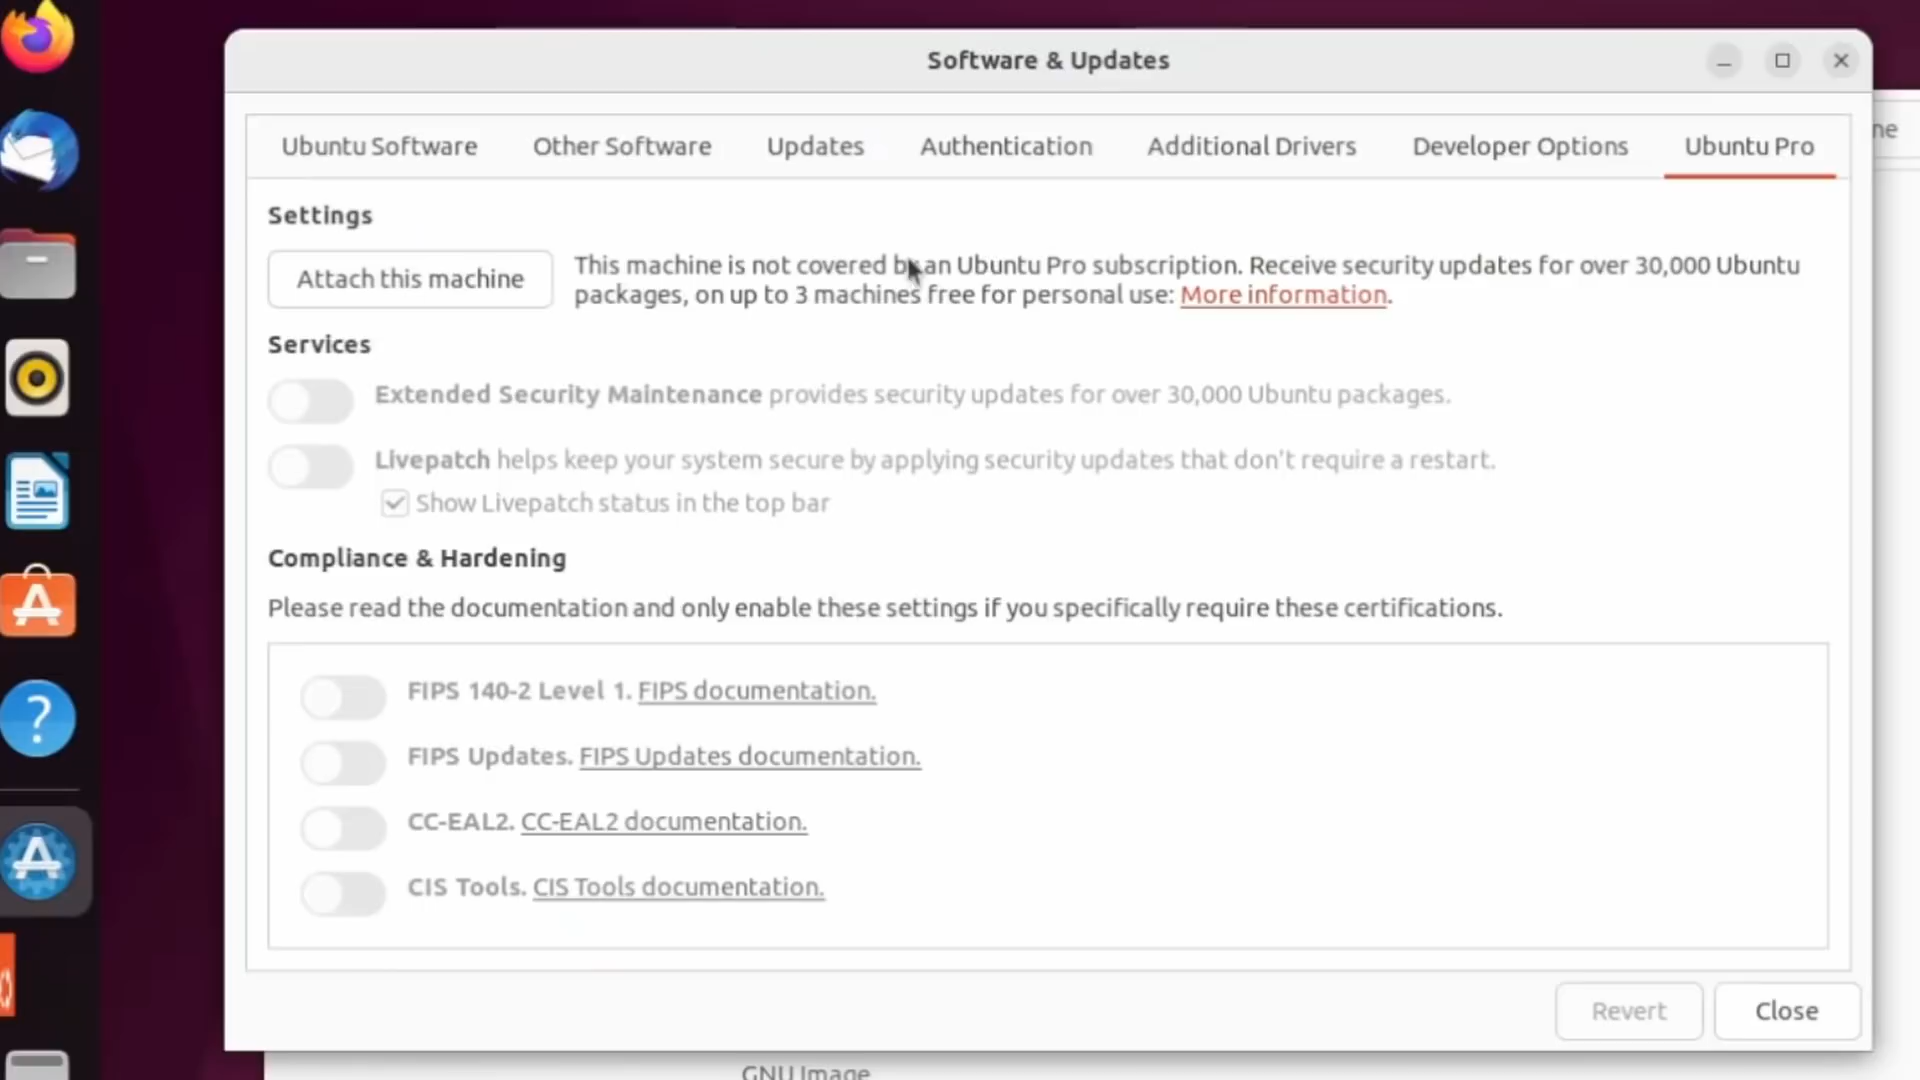 Software & Updates
Ubuntu Software Other Software Updates Authentication Additional Drivers Developer Options Ubuntu Pro
Settings
Attach this machine
This machine is not covered by an Ubuntu Pro subscription. Receive security updates for over 30,000 Ubuntu
packages, on up to 3 machines free for personal use: More information.
Services
Extended Security Maintenance provides security updates for over 30,000 Ubuntu packages.
Livepatch helps keep your system secure by applying security updates that don't require a restart.
Show Livepatch status in the top bar
Compliance & Hardening
Please read the documentation and only enable these settings if you specifically require these certifications.
FIPS 140-2 Level 1. FIPS documentation.
FIPS Updates. FIPS Updates documentation.
CC-EAL2. CC-EAL2 documentation.
CIS Tools. CIS Tools documentation.
Revert Close
GNU Image